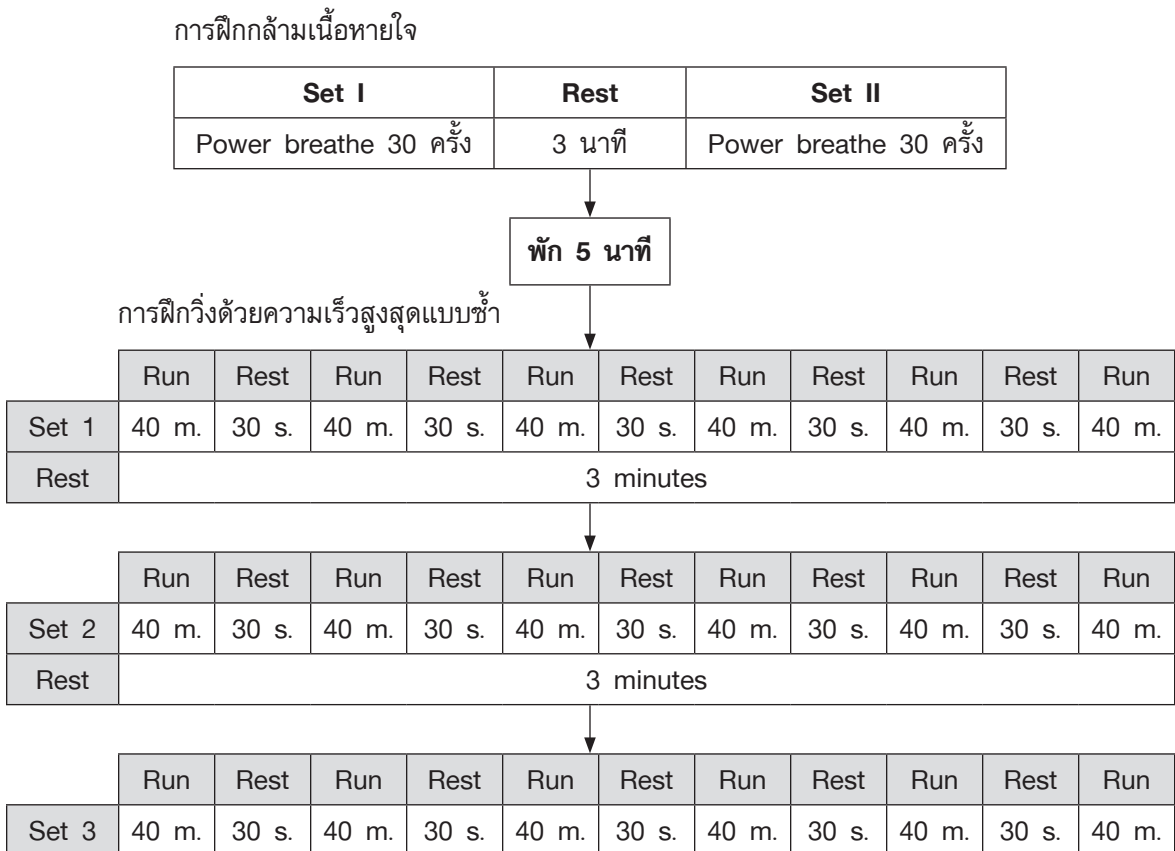 การฝึกกล้ามเนื้อหายใจ
Set I Rest Set II
Power breathe 30 ครั้ง 3 นาที Power breathe 30 ครั้ง
พัก 5 นาที
การฝึกวิ่งด้วยความเร็วสูงสุดแบบซ้ำ
Run Rest Run Rest Run Rest Run Rest Run Rest Run
Set 1 40 m. 30 s. 40 m. 30 s. 40 m. 30 s. 40 m. 30 s. 40 m. 30 s. 40 m.
Rest 3 minutes
Run Rest Run Rest Run Rest Run Rest Run Rest Run
Set 2 40 m. 30 s. 40 m. 30 s. 40 m. 30 s. 40 m. 30 s. 40 m. 30 s. 40 m.
Rest 3 minutes
Run Rest Run Rest Run Rest Run Rest Run Rest Run
Set 3 40 m. 30 s. 40 m. 30 s. 40 m. 30 s. 40 m. 30 s. 40 m. 30 s. 40 m.